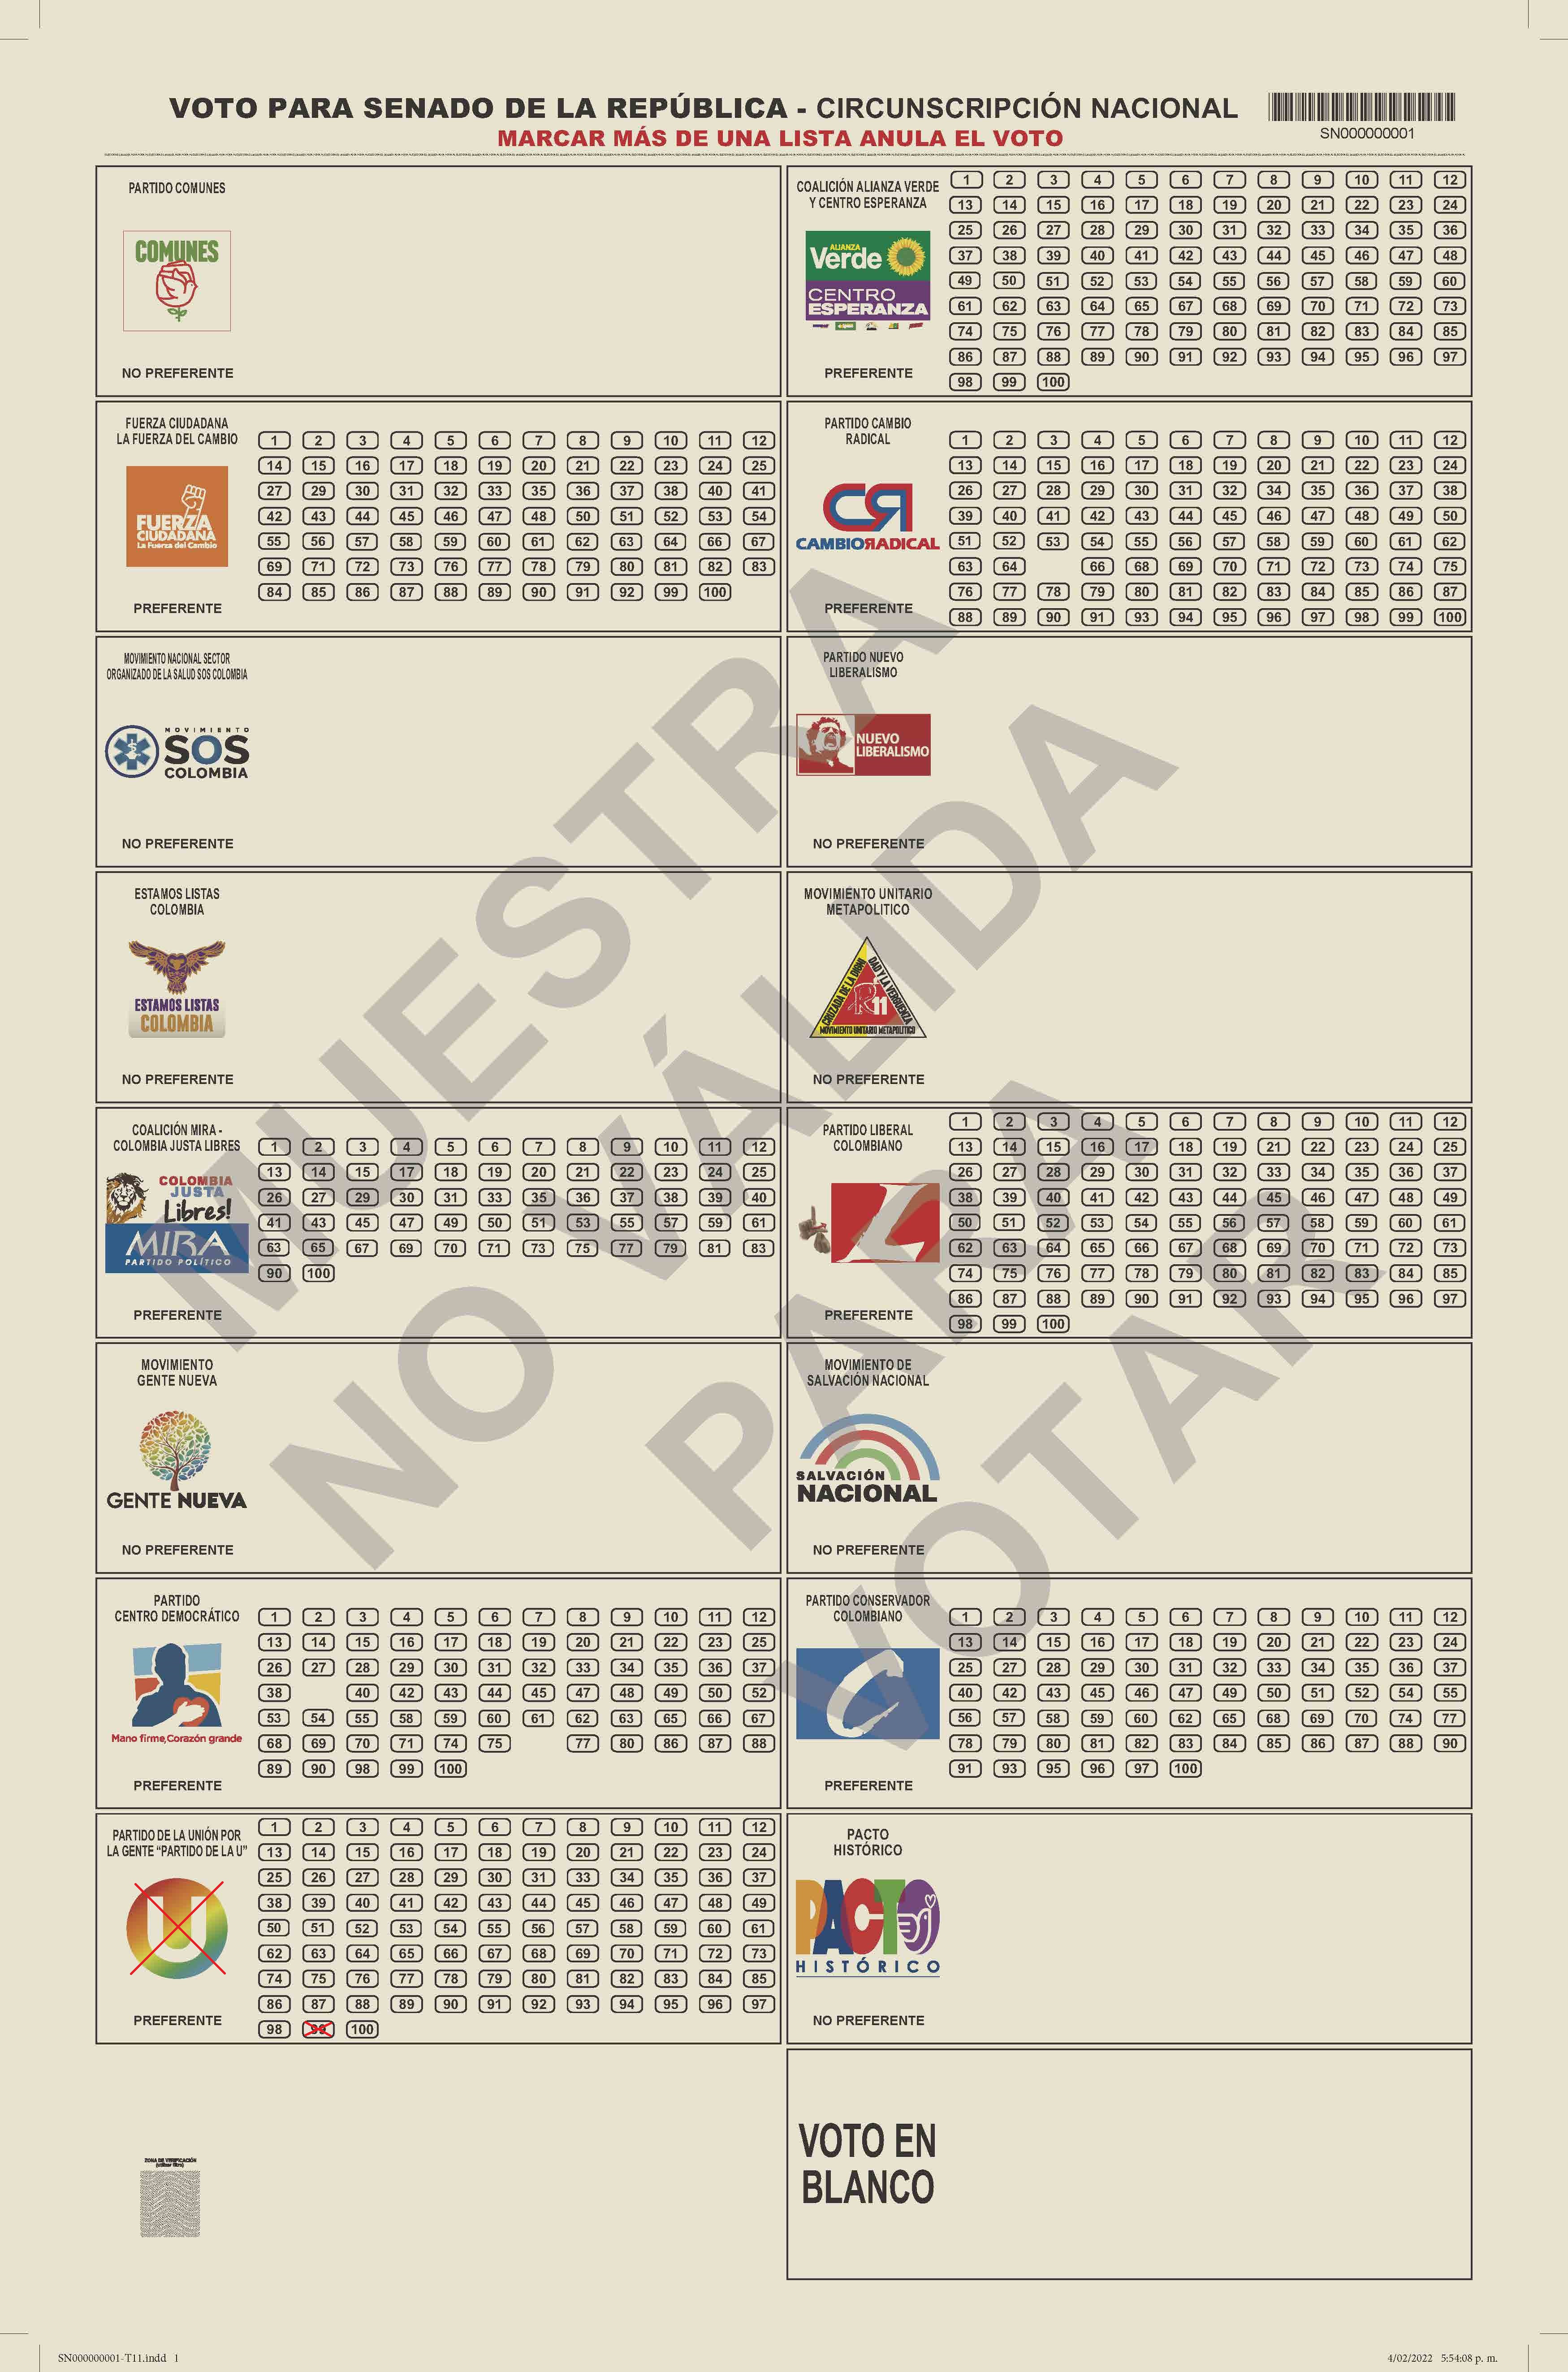 VOTO PARA SENADO DE LA REPÚBLICA - CIRCUNSCRIPCIÓN NACIONAL
MARCAR MÁS DE UNA LISTA ANULA EL VOTO
SN000000001
PARTIDO COMUNES
COMUNES
NO PREFERENTE
COALICIÓN ALIANZA VERDE
Y CENTRO ESPERANZA
ALIANZA
Verde
CENTRO
ESPERANZA
PREFERENTE
1 2 3 4 5 6 7 8 9 10 11 12
13 14 15 16 17 18 19 20 21 22 23 24
25 26 27 28 29 30 31 32 33 34 35 36
37 38 39 40 41 42 43 44 45 46 47 48
49 50 51 52 53 54 55 56 57 58 59 60
61 62 63 64 65 67 68 69 70 71 72 73
74 75 76 77 78 79 80 81 82 83 84 85
86 87 88 89 90 91 92 93 94 95 96 97
98 99 100
FUERZA CIUDADANA
LA FUERZA DEL CAMBIO
FUERZA
CIUDADANA
La Fuerza del Cambio
PREFERENTE
1 2 3 4 5 6 7 8 9 10 11 12
14 15 16 17 18 19 20 21 22 23 24 25
27 29 30 31 32 33 35 36 37 38 40 41
42 43 44 45 46 47 48 50 51 52 53 54
55 56 57 58 59 60 61 62 63 64 66 67
69 71 72 73 76 77 78 79 80 81 82 83
84 85 86 87 88 89 90 91 92 99 100
PARTIDO CAMBIO
RADICAL
CR
CAMBIO RADICAL
PREFERENTE
1 2 3 4 5 6 7 8 9 10 11 12
13 14 15 16 17 18 19 20 21 22 23 24
26 27 28 29 30 31 32 34 35 36 37 38
39 40 41 42 43 44 45 46 47 48 49 50
51 52 53 54 55 56 57 58 59 60 61 62
63 64 66 68 69 70 71 72 73 74 75
76 77 78 79 80 81 82 83 84 85 86 87
88 89 90 91 93 94 95 96 97 98 99 100
MOVIMIENTO NACIONAL SECTOR
ORGANIZADO DE LA SALUD SOS COLOMBIA
MOVIMIENTO
SOS
COLOMBIA
NO PREFERENTE
PARTIDO NUEVO
LIBERALISMO
NUEVO
LIBERALISMO
NO PREFERENTE
ESTAMOS LISTAS
COLOMBIA
ESTAMOS LISTAS
COLOMBIA
NO PREFERENTE
MOVIMIENTO UNITARIO
METAPOLITICO
CRUZADA DE LA DIGNI
DAD Y LA VERGUENZA
R11
MOVIMIENTO UNITARIO METAPOLITICO
NO PREFERENTE
COALICIÓN MIRA -
COLOMBIA JUSTA LIBRES
COLOMBIA
JUSTA
Libres!
MIRA
PARTIDO POLÍTICO
PREFERENTE
1 2 3 4 5 6 7 8 9 10 11 12
13 14 15 17 18 19 20 21 22 23 24 25
26 27 29 30 31 33 35 36 37 38 39 40
41 43 45 47 49 50 51 53 55 57 59 61
63 65 67 69 70 71 73 75 77 79 81 83
90 100
PARTIDO LIBERAL
COLOMBIANO
L
PREFERENTE
1 2 3 4 5 6 7 8 9 10 11 12
13 14 15 16 17 18 19 21 22 23 24 25
26 27 28 29 30 31 32 33 34 35 36 37
38 39 40 41 42 43 44 45 46 47 48 49
50 51 52 53 54 55 56 57 58 59 60 61
62 63 64 65 66 67 68 69 70 71 72 73
74 75 76 77 78 79 80 81 82 83 84 85
86 87 88 89 90 91 92 93 94 95 96 97
98 99 100
MOVIMIENTO
GENTE NUEVA
GENTE NUEVA
NO PREFERENTE
MOVIMIENTO DE
SALVACIÓN NACIONAL
SALVACIÓN
NACIONAL
NO PREFERENTE
PARTIDO
CENTRO DEMOCRÁTICO
Mano firme, Corazón grande
PREFERENTE
1 2 3 4 5 6 7 8 9 10 11 12
13 14 15 16 17 18 19 20 21 22 23 25
26 27 28 29 30 31 32 33 34 35 36 37
38 40 42 43 44 45 47 48 49 50 52
53 54 55 58 59 60 61 62 63 65 66 67
68 69 70 71 74 75 77 80 86 87 88
89 90 98 99 100
PARTIDO CONSERVADOR
COLOMBIANO
C
PREFERENTE
1 2 3 4 5 6 7 8 9 10 11 12
13 14 15 16 17 18 19 20 21 22 23 24
25 27 28 29 30 31 32 33 34 35 36 37
40 42 43 45 46 47 49 50 51 52 54 55
56 57 58 59 60 62 65 68 69 70 74 77
78 79 80 81 82 83 84 85 86 87 88 90
91 93 95 96 97 100
PARTIDO DE LA UNIÓN POR
LA GENTE “PARTIDO DE LA U”
U
PREFERENTE
1 2 3 4 5 6 7 8 9 10 11 12
13 14 15 16 17 18 19 20 21 22 23 24
25 26 27 28 29 30 31 33 34 35 36 37
38 39 40 41 42 43 44 45 46 47 48 49
50 51 52 53 54 55 56 57 58 59 60 61
62 63 64 65 66 67 68 69 70 71 72 73
74 75 76 77 78 79 80 81 82 83 84 85
86 87 88 89 90 91 92 93 94 95 96 97
98 99 100
PACTO
HISTÓRICO
PACTO
HISTÓRICO
NO PREFERENTE
ZONA DE VERIFICACIÓN
(utilizar filtro)
VOTO EN
BLANCO
MUESTRA
NO VÁLIDA
PARA
VOTAR
SN000000001-T11.indd 1
4/02/2022 5:54:08 p. m.